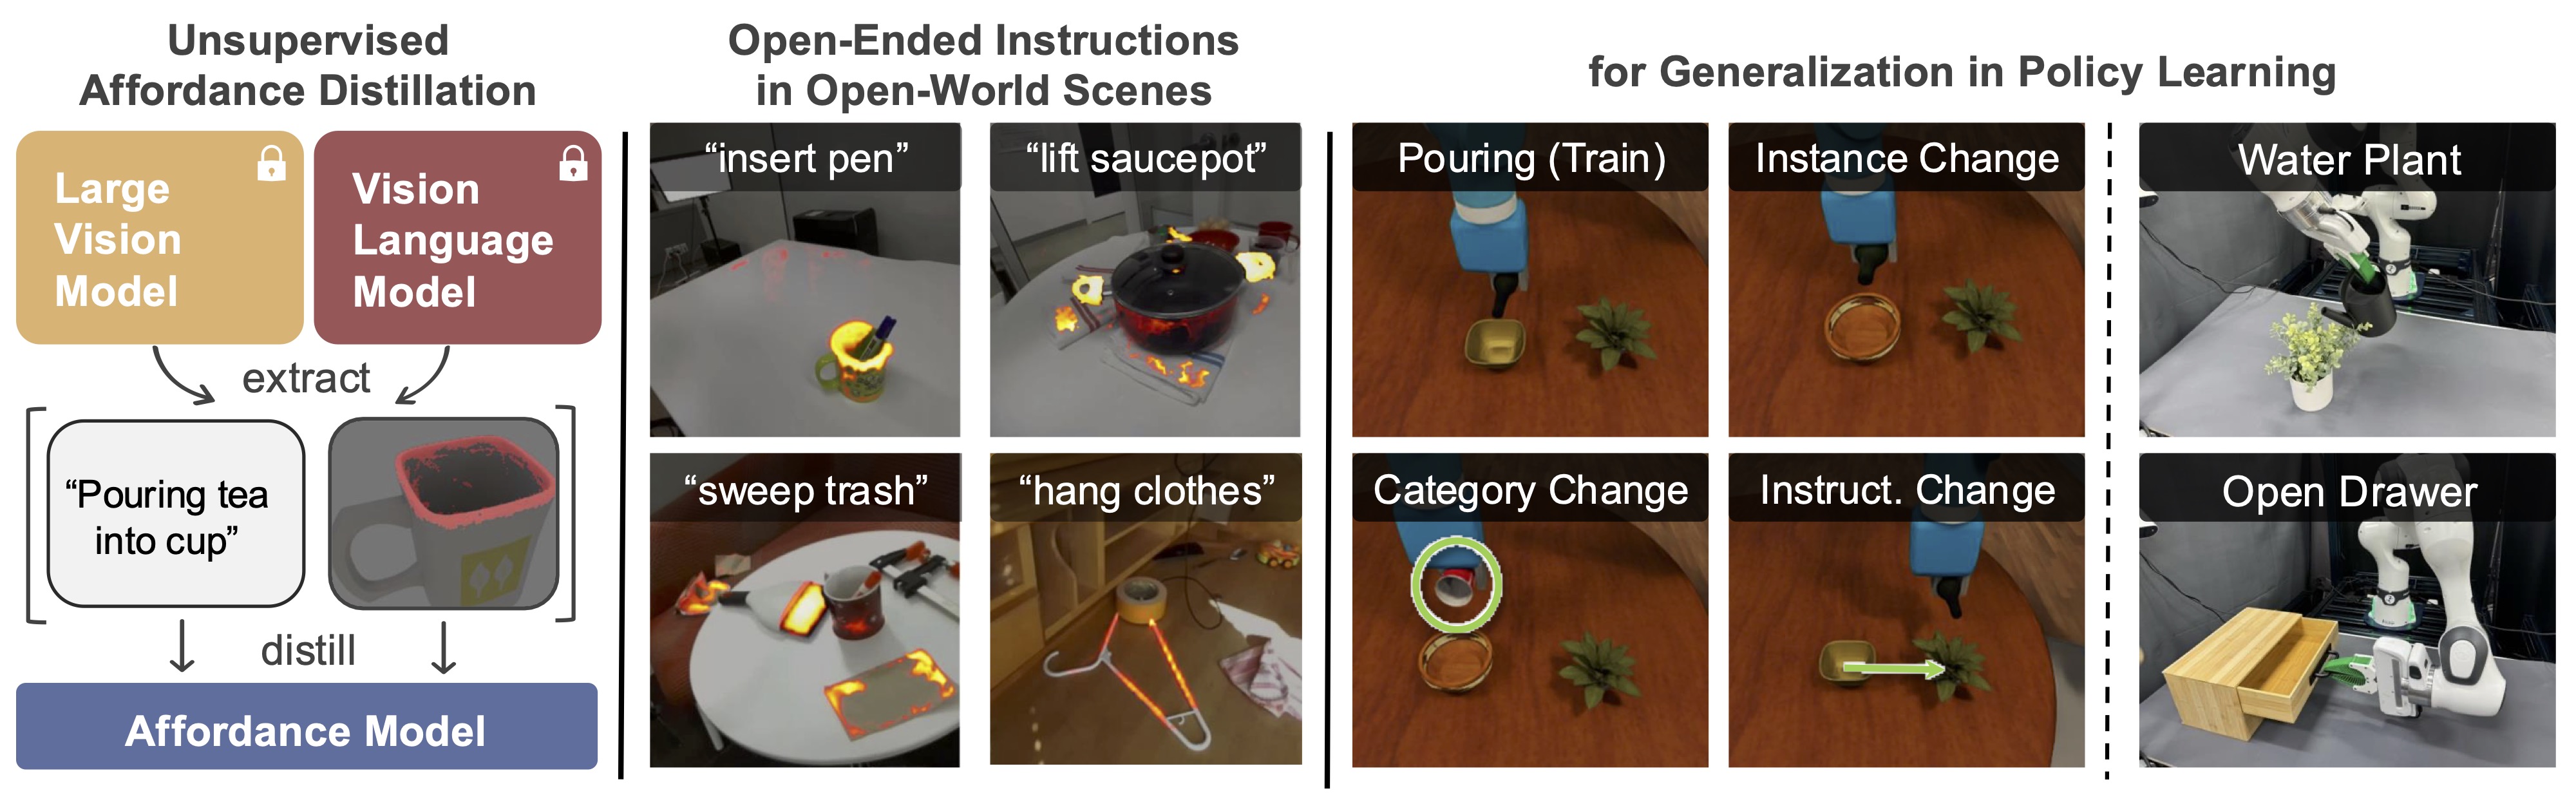 Unsupervised
Affordance Distillation
Large
Vision
Model
Vision
Language
Model
extract
“Pouring tea
into cup”
distill
Affordance Model
Open-Ended Instructions
in Open-World Scenes
“insert pen”
“lift saucepot”
“sweep trash”
“hang clothes”
for Generalization in Policy Learning
Pouring (Train)
Instance Change
Category Change
Instruct. Change
Water Plant
Open Drawer